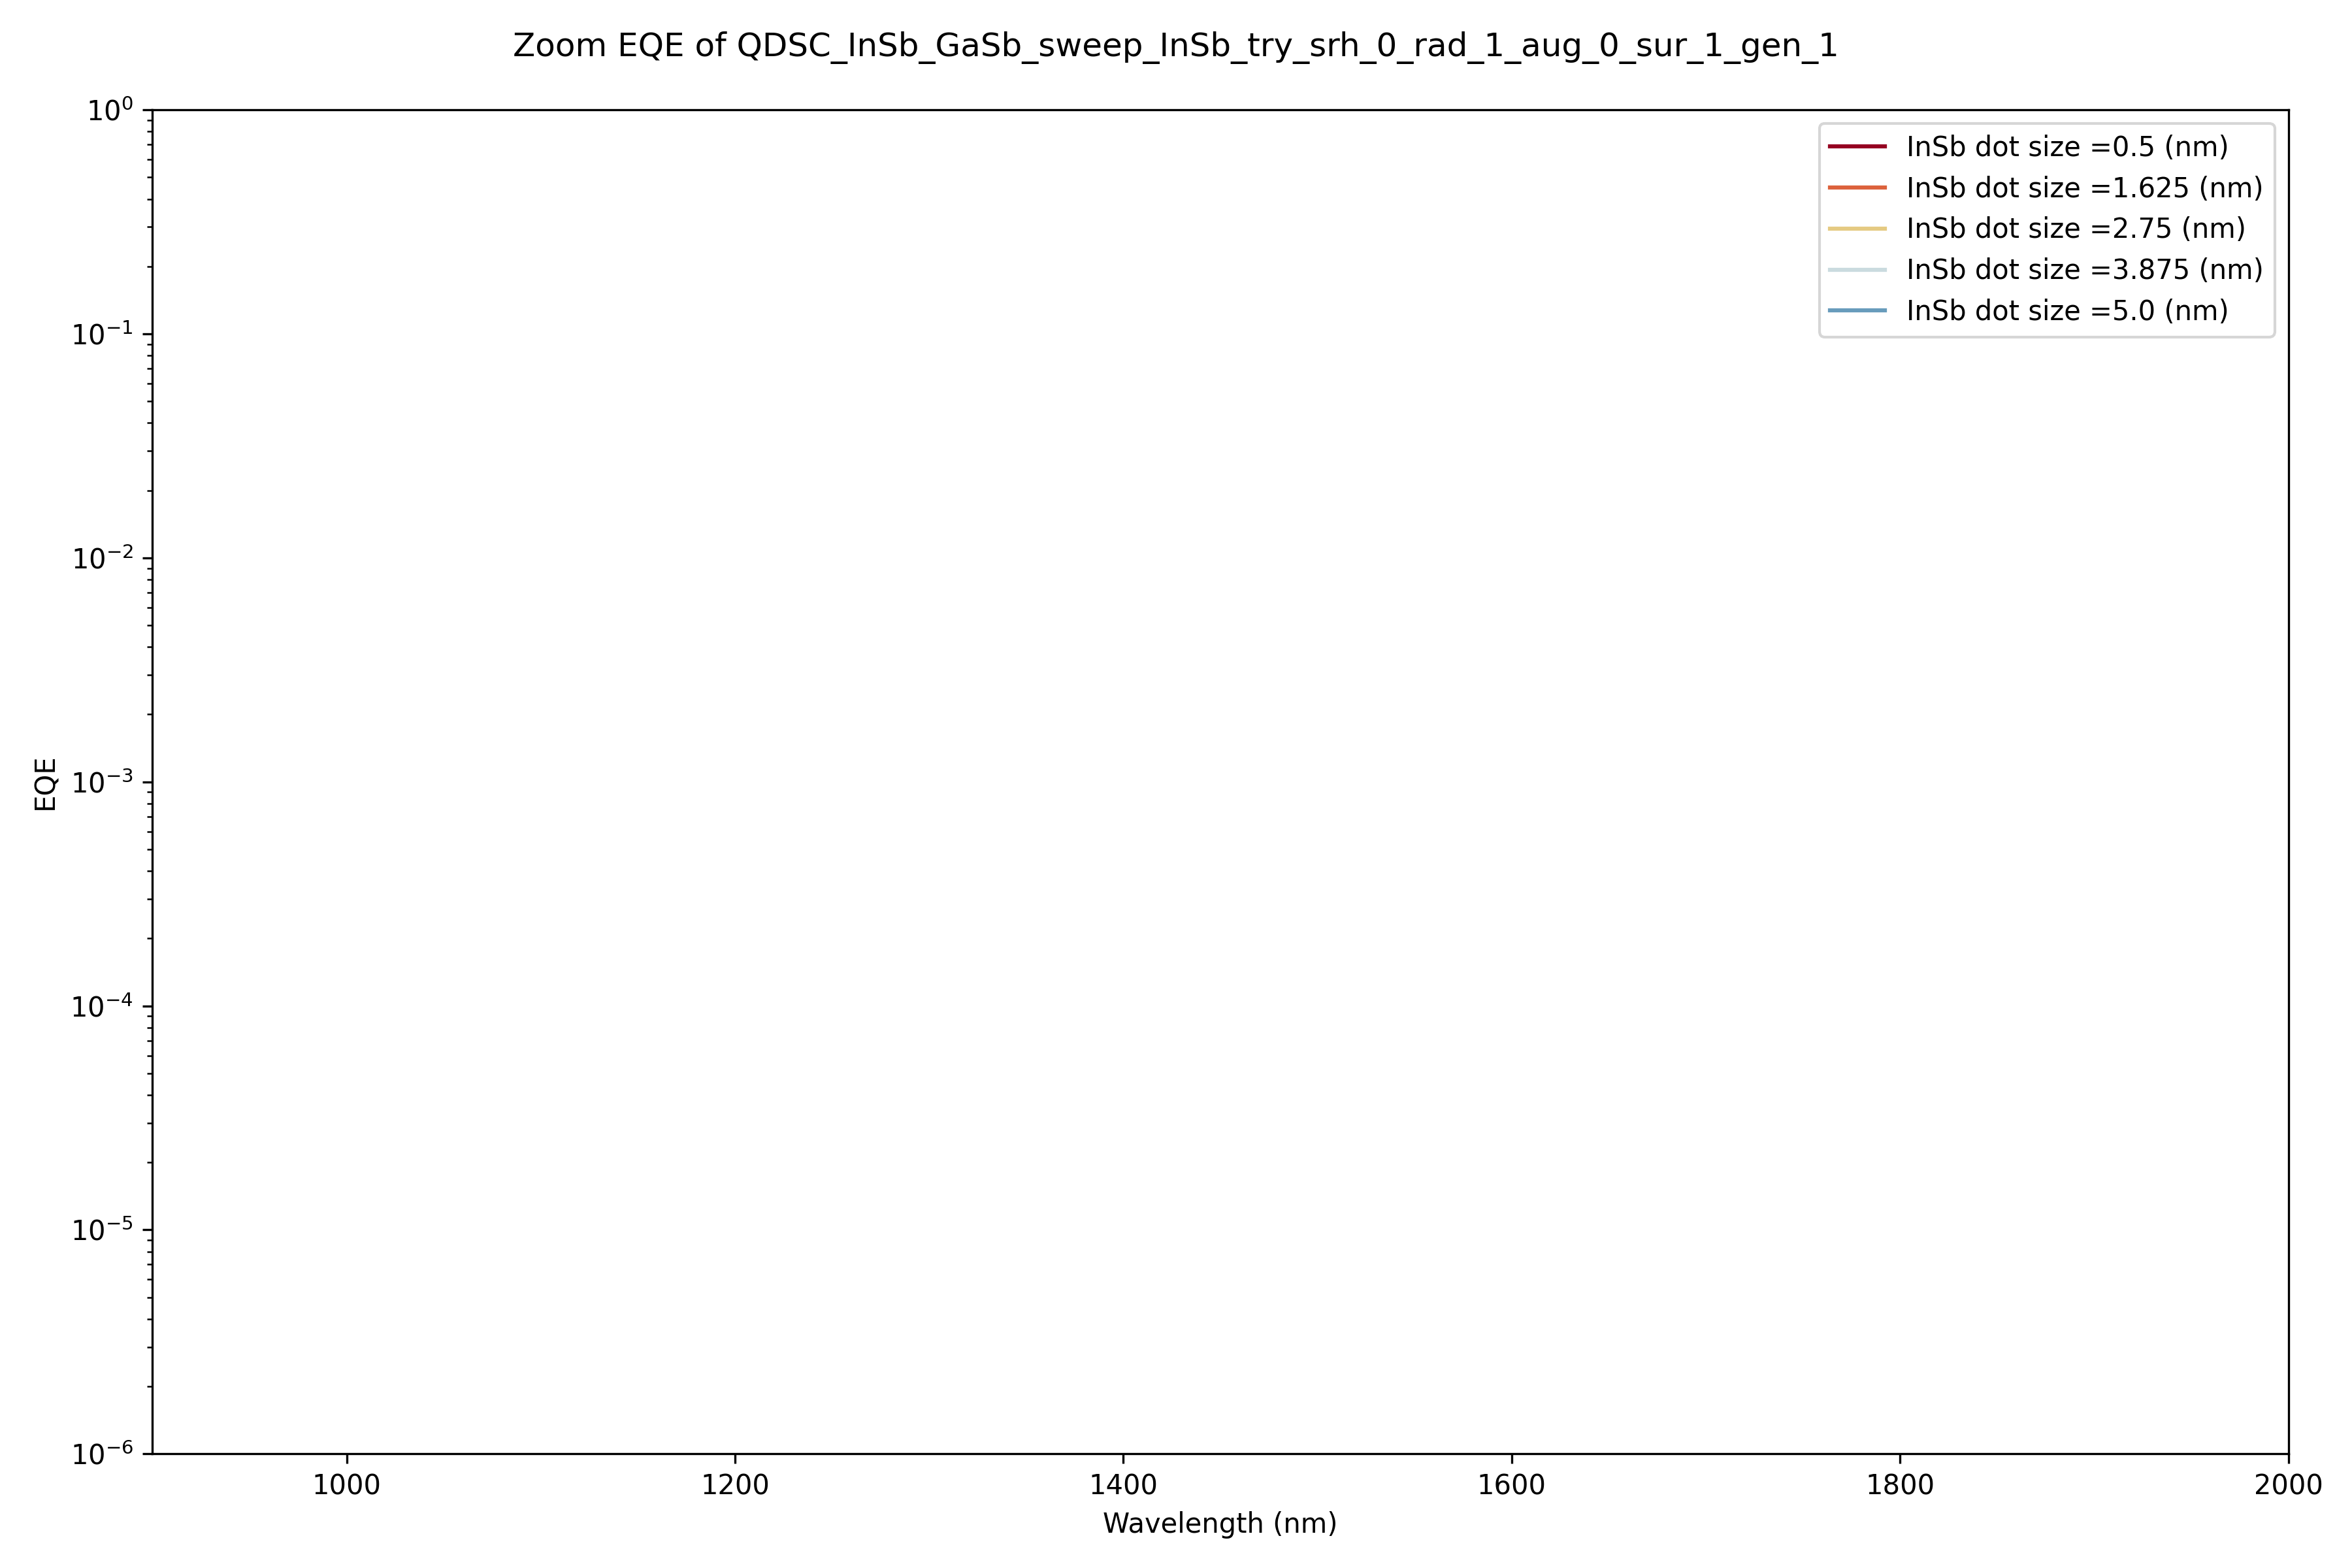 Zoom EQE of QDSC_InSb_GaSb_sweep_InSb_try_srh_0_rad_1_aug_0_sur_1_gen_1
10⁰
10⁻¹
10⁻²
10⁻³
10⁻⁴
10⁻⁵
10⁻⁶
EQE
InSb dot size =0.5 (nm)
InSb dot size =1.625 (nm)
InSb dot size =2.75 (nm)
InSb dot size =3.875 (nm)
InSb dot size =5.0 (nm)
1000 1200 1400 1600 1800 2000
Wavelength (nm)